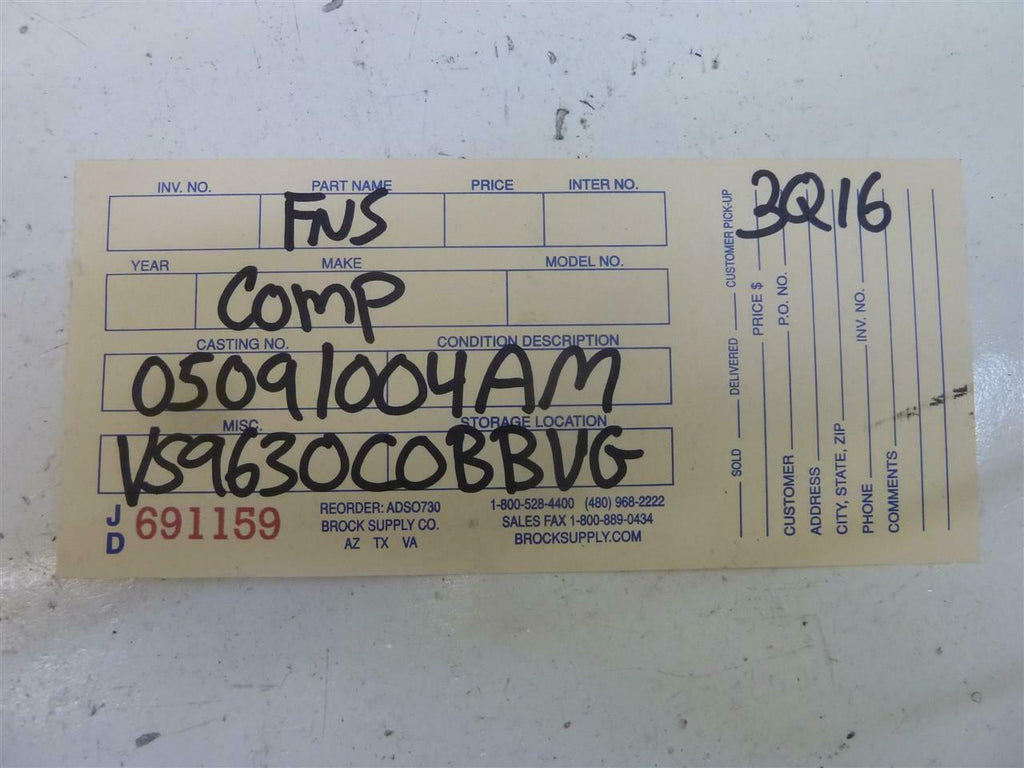 INV. NO. PART NAME PRICE INTER NO.
FNS
YEAR MAKE MODEL NO.
Comp
CASTING NO. CONDITION DESCRIPTION
05091004AM
MISC. STORAGE LOCATION
VS9630COBBVG
JD 691159
REORDER: ADSO730
BROCK SUPPLY CO.
AZ TX VA
1-800-528-4400 (480) 968-2222
SALES FAX 1-800-889-0434
BROCKSUPPLY.COM
3Q16
SOLD DELIVERED CUSTOMER PICK-UP
PRICE $
CUSTOMER P.O. NO.
ADDRESS
CITY, STATE, ZIP
PHONE INV. NO.
COMMENTS